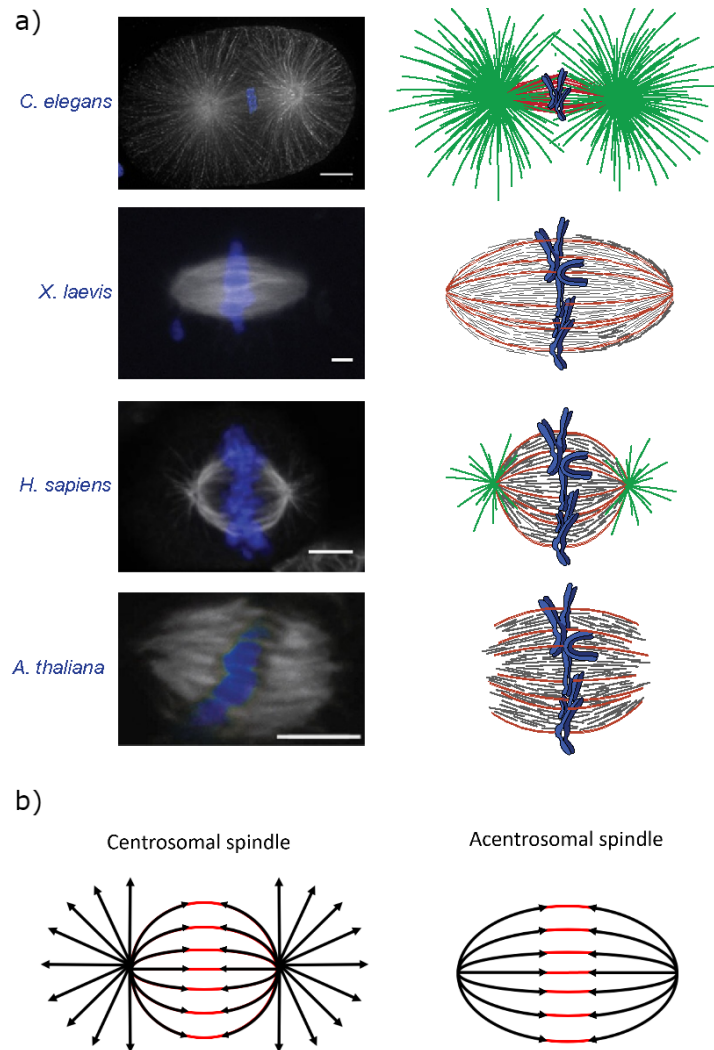 a)
C. elegans
X. laevis
H. sapiens
A. thaliana
b)
Centrosomal spindle
Acentrosomal spindle